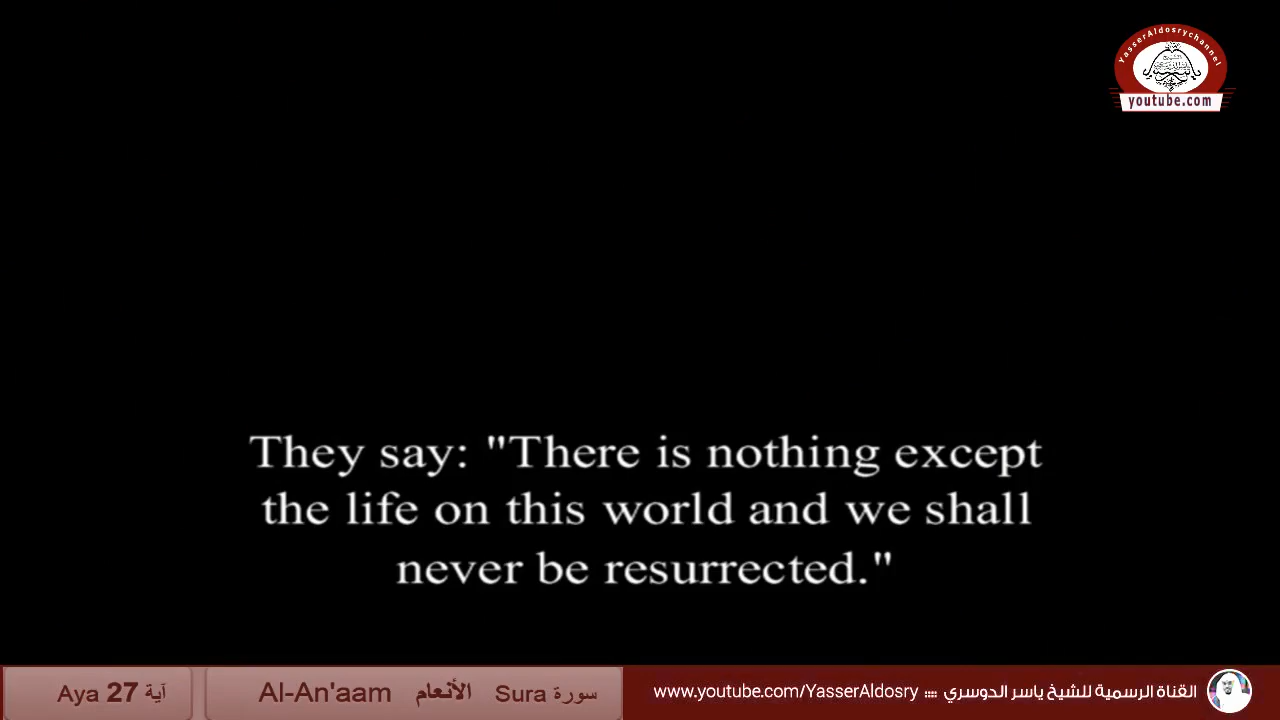 YasserAldosrychannel
youtube.com
They say: "There is nothing except
the life on this world and we shall
never be resurrected."
Aya 27 آية
Al-An'aam الأنعام Sura سورة
www.youtube.com/YasserAldosry :::: القناة الرسمية للشيخ ياسر الدوسري